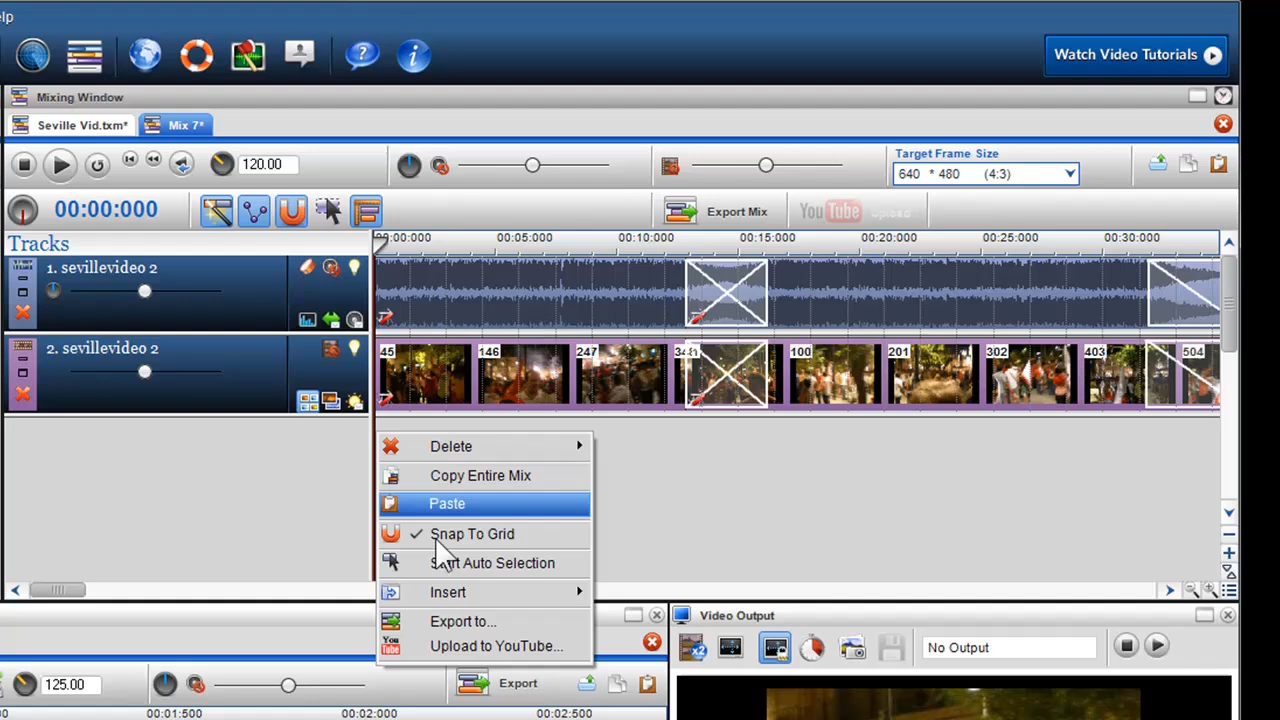 elp
Watch Video Tutorials
Mixing Window
Seville Vid.txm*
Mix 7*
120.00
Target Frame Size
640 * 480 (4:3)
00:00:000
Export Mix
YouTube Upload
Tracks
00:00:000 00:05:000 00:10:000 00:15:000 00:20:000 00:25:000 00:30:000
1. sevillevideo 2
2. sevillevideo 2
45 146 247 100 201 302 403 504
Delete
Copy Entire Mix
Paste
Snap To Grid
Auto Selection
Insert
Export to...
Upload to YouTube...
Video Output
No Output
125.00
Export
00:01:500 00:02:000 00:02:500